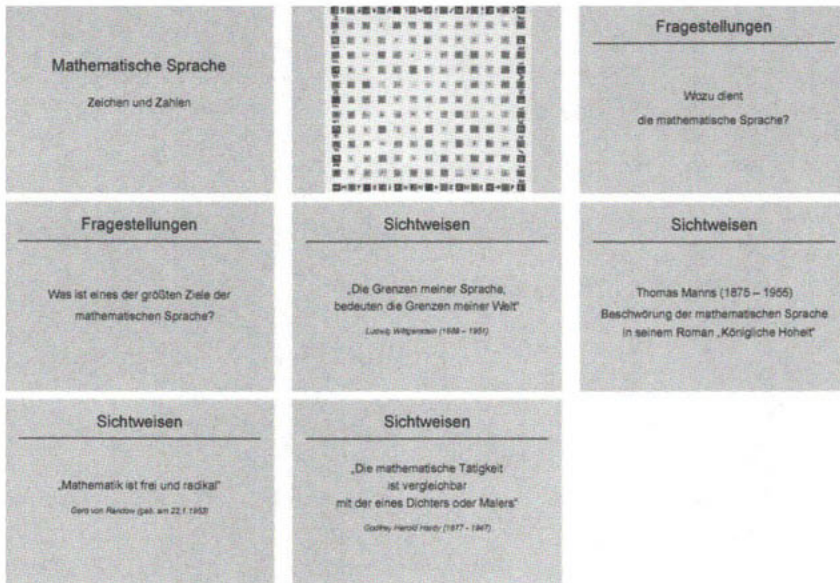 Mathematische Sprache
Zeichen und Zahlen
Fragestellungen
Wozu dient
die mathematische Sprache?
Fragestellungen
Was ist eines der größten Ziele der
mathematischen Sprache?
Sichtweisen
„Die Grenzen meiner Sprache,
bedeuten die Grenzen meiner Welt"
Ludwig Wittgenstein (1889 – 1951)
Sichtweisen
Thomas Manns (1875 – 1955)
Beschwörung der mathematischen Sprache
in seinem Roman „Königliche Hoheit"
Sichtweisen
„Mathematik ist frei und radikal"
Gero von Randow (geb. am 22.1.1953)
Sichtweisen
„Die mathematische Tätigkeit
ist vergleichbar
mit der eines Dichters oder Malers"
Godfrey Herold Hardy (1877 – 1947)